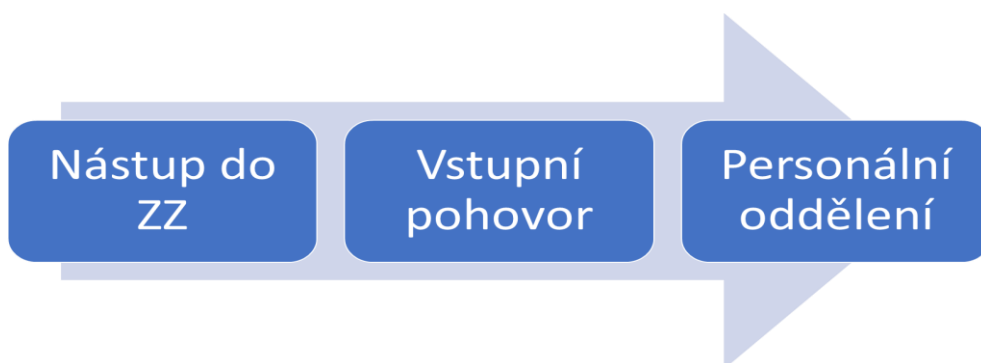 Nástup do
ZZ
Vstupní
pohovor
Personální
oddělení